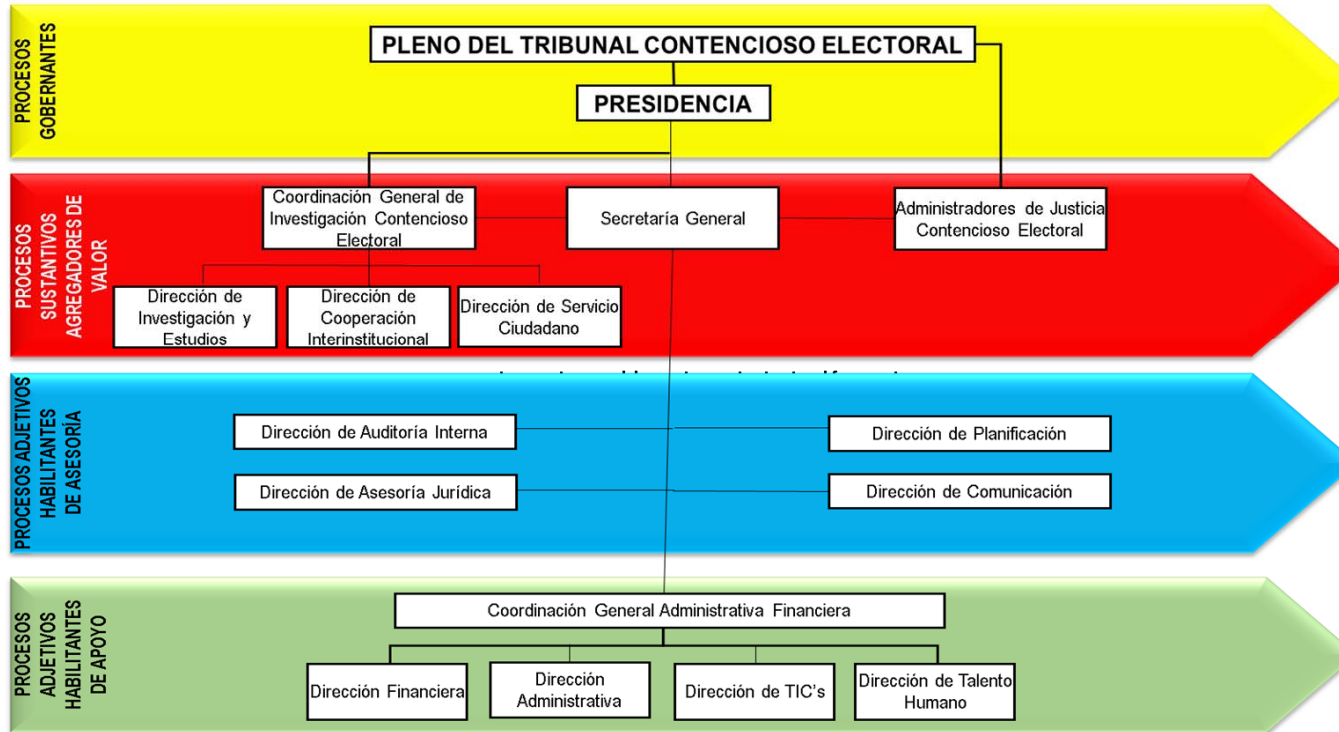 PROCESOS
GOBERNANTES
PLENO DEL TRIBUNAL CONTENCIOSO ELECTORAL
PRESIDENCIA
PROCESOS
SUSTANTIVOS
AGREGADORES DE
VALOR
Coordinación General de
Investigación Contencioso
Electoral
Secretaría General
Administradores de Justicia
Contencioso Electoral
Dirección de
Investigación y
Estudios
Dirección de
Cooperación
Interinstitucional
Dirección de Servicio
Ciudadano
PROCESOS ADJETIVOS
HABILITANTES
DE ASESORÍA
Dirección de Auditoría Interna
Dirección de Planificación
Dirección de Asesoría Jurídica
Dirección de Comunicación
PROCESOS
ADJETIVOS
HABILITANTES
DE APOYO
Coordinación General Administrativa Financiera
Dirección Financiera
Dirección
Administrativa
Dirección de TIC's
Dirección de Talento
Humano